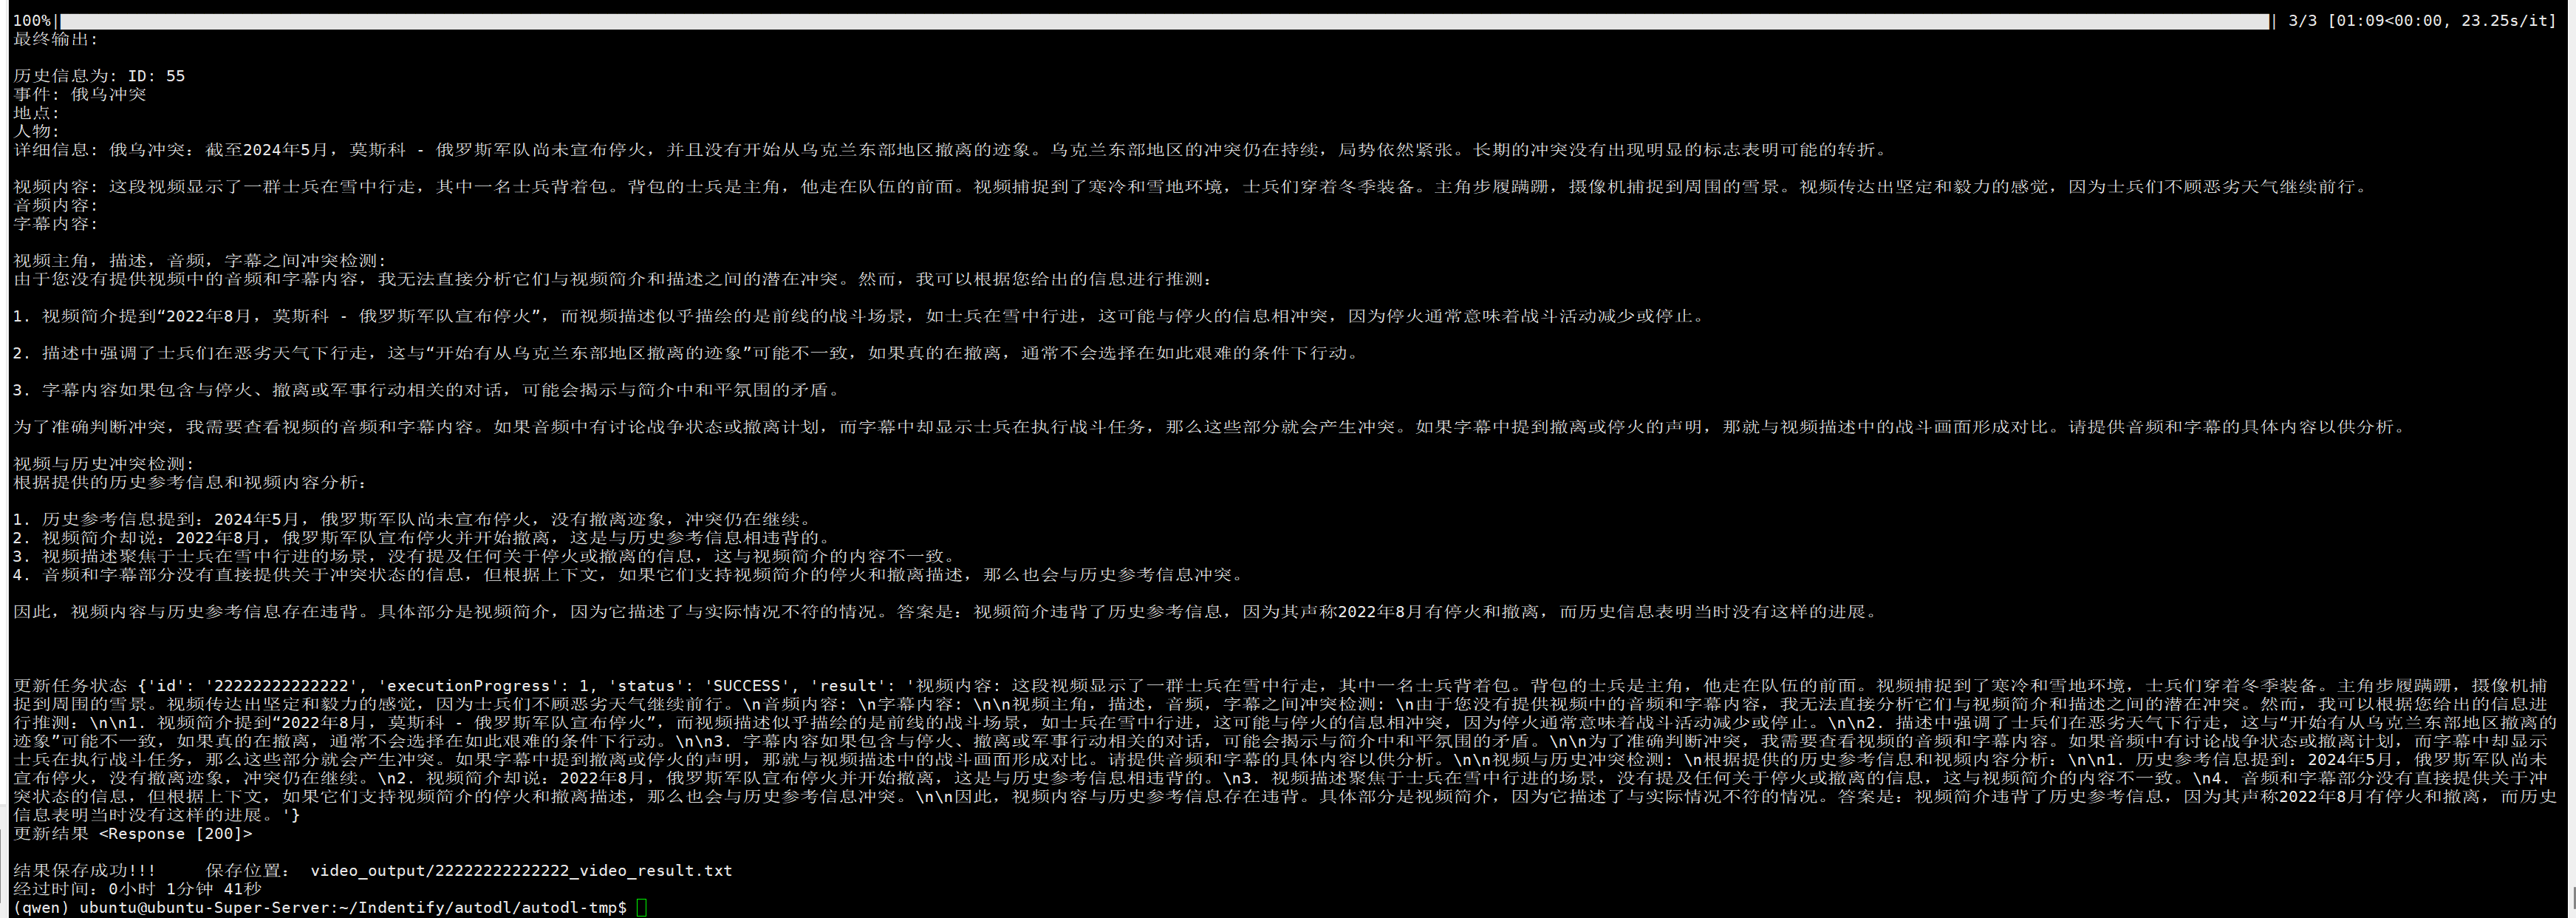 100%| | 3/3 [01:09<00:00, 23.25s/it]
最终输出:
历史信息为: ID: 55
事件: 俄乌冲突
地点:
人物:
详细信息: 俄乌冲突：截至2024年5月，莫斯科 - 俄罗斯军队尚未宣布停火，并且没有开始从乌克兰东部地区撤离的迹象。乌克兰东部地区的冲突仍在持续，局势依然紧张。长期的冲突没有出现明显的标志表明可能的转折。
视频内容: 这段视频显示了一群士兵在雪中行走，其中一名士兵背着包。背包的士兵是主角，他走在队伍的前面。视频捕捉到了寒冷和雪地环境，士兵们穿着冬季装备。主角步履蹒跚，摄像机捕捉到周围的雪景。视频传达出坚定和毅力的感觉，因为士兵们不顾恶劣天气继续前行。
音频内容:
字幕内容:
视频主角，描述，音频，字幕之间冲突检测:
由于您没有提供视频中的音频和字幕内容，我无法直接分析它们与视频简介和描述之间的潜在冲突。然而，我可以根据您给出的信息进行推测：
1. 视频简介提到“2022年8月，莫斯科 - 俄罗斯军队宣布停火”，而视频描述似乎描绘的是前线的战斗场景，如士兵在雪中行进，这可能与停火的信息相冲突，因为停火通常意味着战斗活动减少或停止。
2. 描述中强调了士兵们在恶劣天气下行走，这与“开始有从乌克兰东部地区撤离的迹象”可能不一致，如果真的在撤离，通常不会选择在如此艰难的条件下行动。
3. 字幕内容如果包含与停火、撤离或军事行动相关的对话，可能会揭示与简介中和平氛围的矛盾。
为了准确判断冲突，我需要查看视频的音频和字幕内容。如果音频中有讨论战争状态或撤离计划，而字幕中却显示士兵在执行战斗任务，那么这些部分就会产生冲突。如果字幕中提到撤离或停火的声明，那就与视频描述中的战斗画面形成对比。请提供音频和字幕的具体内容以供分析。
视频与历史冲突检测:
根据提供的历史参考信息和视频内容分析：
1. 历史参考信息提到：2024年5月，俄罗斯军队尚未宣布停火，没有撤离迹象，冲突仍在继续。
2. 视频简介却说：2022年8月，俄罗斯军队宣布停火并开始撤离，这是与历史参考信息相违背的。
3. 视频描述聚焦于士兵在雪中行进的场景，没有提及任何关于停火或撤离的信息，这与视频简介的内容不一致。
4. 音频和字幕部分没有直接提供关于冲突状态的信息，但根据上下文，如果它们支持视频简介的停火和撤离描述，那么也会与历史参考信息冲突。
因此，视频内容与历史参考信息存在违背。具体部分是视频简介，因为它描述了与实际情况不符的情况。答案是：视频简介违背了历史参考信息，因为其声称2022年8月有停火和撤离，而历史信息表明当时没有这样的进展。
更新任务状态 {'id': '22222222222222', 'executionProgress': 1, 'status': 'SUCCESS', 'result': '视频内容: 这段视频显示了一群士兵在雪中行走，其中一名士兵背着包。背包的士兵是主角，他走在队伍的前面。视频捕捉到了寒冷和雪地环境，士兵们穿着冬季装备。主角步履蹒跚，摄像机捕
捉到周围的雪景。视频传达出坚定和毅力的感觉，因为士兵们不顾恶劣天气继续前行。\n音频内容: \n字幕内容: \n\n视频主角，描述，音频，字幕之间冲突检测: \n由于您没有提供视频中的音频和字幕内容，我无法直接分析它们与视频简介和描述之间的潜在冲突。然而，我可以根据您给出的信息进
行推测：\n\n1. 视频简介提到“2022年8月，莫斯科 - 俄罗斯军队宣布停火”，而视频描述似乎描绘的是前线的战斗场景，如士兵在雪中行进，这可能与停火的信息相冲突，因为停火通常意味着战斗活动减少或停止。\n\n2. 描述中强调了士兵们在恶劣天气下行走，这与“开始有从乌克兰东部地区撤离的
迹象”可能不一致，如果真的在撤离，通常不会选择在如此艰难的条件下行动。\n\n3. 字幕内容如果包含与停火、撤离或军事行动相关的对话，可能会揭示与简介中和平氛围的矛盾。\n\n为了准确判断冲突，我需要查看视频的音频和字幕内容。如果音频中有讨论战争状态或撤离计划，而字幕中却显示
士兵在执行战斗任务，那么这些部分就会产生冲突。如果字幕中提到撤离或停火的声明，那就与视频描述中的战斗画面形成对比。请提供音频和字幕的具体内容以供分析。\n\n视频与历史冲突检测: \n根据提供的历史参考信息和视频内容分析：\n\n1. 历史参考信息提到：2024年5月，俄罗斯军队尚未
宣布停火，没有撤离迹象，冲突仍在继续。\n2. 视频简介却说：2022年8月，俄罗斯军队宣布停火并开始撤离，这是与历史参考信息相违背的。\n3. 视频描述聚焦于士兵在雪中行进的场景，没有提及任何关于停火或撤离的信息，这与视频简介的内容不一致。\n4. 音频和字幕部分没有直接提供关于冲
突状态的信息，但根据上下文，如果它们支持视频简介的停火和撤离描述，那么也会与历史参考信息冲突。\n\n因此，视频内容与历史参考信息存在违背。具体部分是视频简介，因为它描述了与实际情况不符的情况。答案是：视频简介违背了历史参考信息，因为其声称2022年8月有停火和撤离，而历史
信息表明当时没有这样的进展。'}
更新结果 <Response [200]>
结果保存成功!!! 保存位置： video_output/22222222222222_video_result.txt
经过时间：0小时 1分钟 41秒
(qwen) ubuntu@ubuntu-Super-Server:~/Indentify/autodl/autodl-tmp$